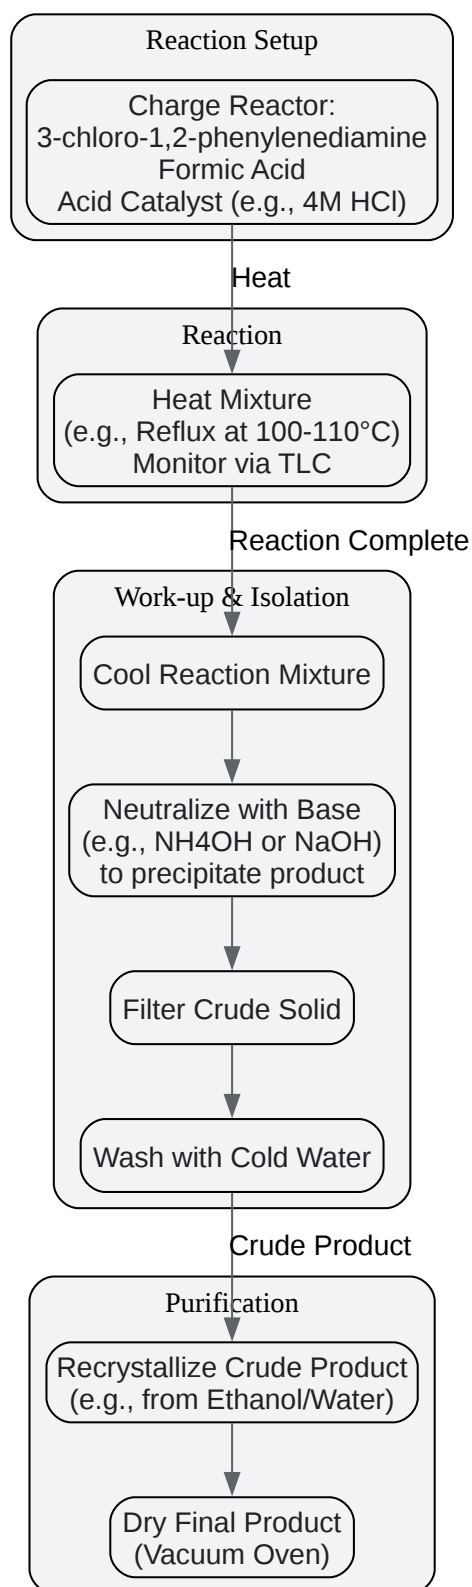 Reaction Setup
Charge Reactor:
3-chloro-1,2-phenylenediamine
Formic Acid
Acid Catalyst (e.g., 4M HCl)
Heat
Reaction
Heat Mixture
(e.g., Reflux at 100-110°C)
Monitor via TLC
Reaction Complete
Work-up & Isolation
Cool Reaction Mixture
Neutralize with Base
(e.g., NH4OH or NaOH)
to precipitate product
Filter Crude Solid
Wash with Cold Water
Crude Product
Purification
Recrystallize Crude Product
(e.g., from Ethanol/Water)
Dry Final Product
(Vacuum Oven)